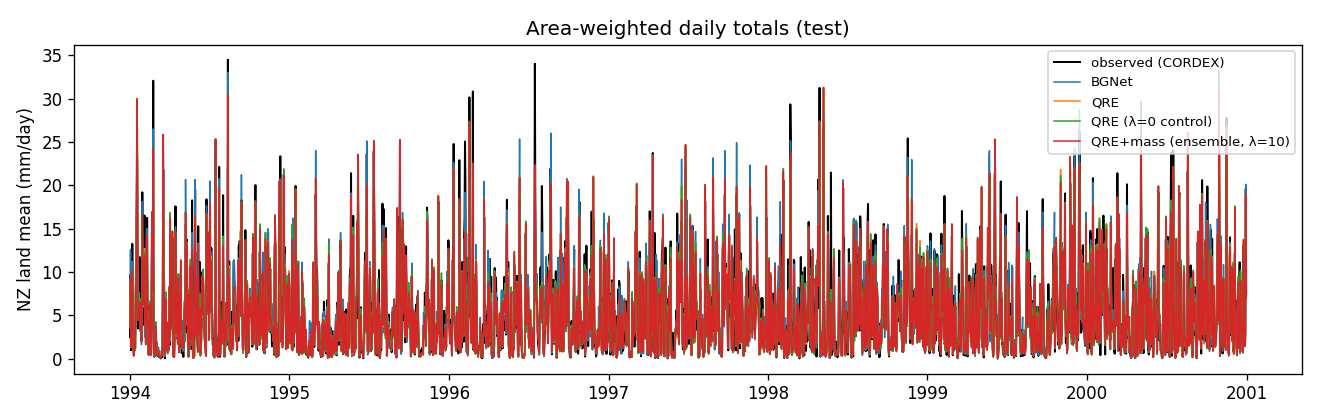 Area-weighted daily totals (test)
NZ land mean (mm/day)
35
30
25
20
15
10
5
0
observed (CORDEX)
BGNet
QRE
QRE (λ=0 control)
QRE+mass (ensemble, λ=10)
1994
1995
1996
1997
1998
1999
2000
2001